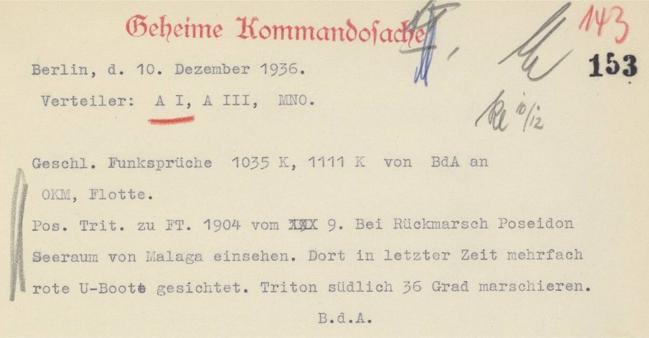 Geheime Kommandosache
143
153
Berlin, d. 10. Dezember 1936.
Verteiler: A I, A III, MNO.
10/12
Geschl. Funksprüche 1035 K, 1111 K von BdA an
OKM, Flotte.
Pos. Trit. zu FT. 1904 vom 9. Bei Rückmarsch Poseidon
Seeraum von Malaga einsehen. Dort in letzter Zeit mehrfach
rote U-Boote gesichtet. Triton südlich 36 Grad marschieren.
B.d.A.